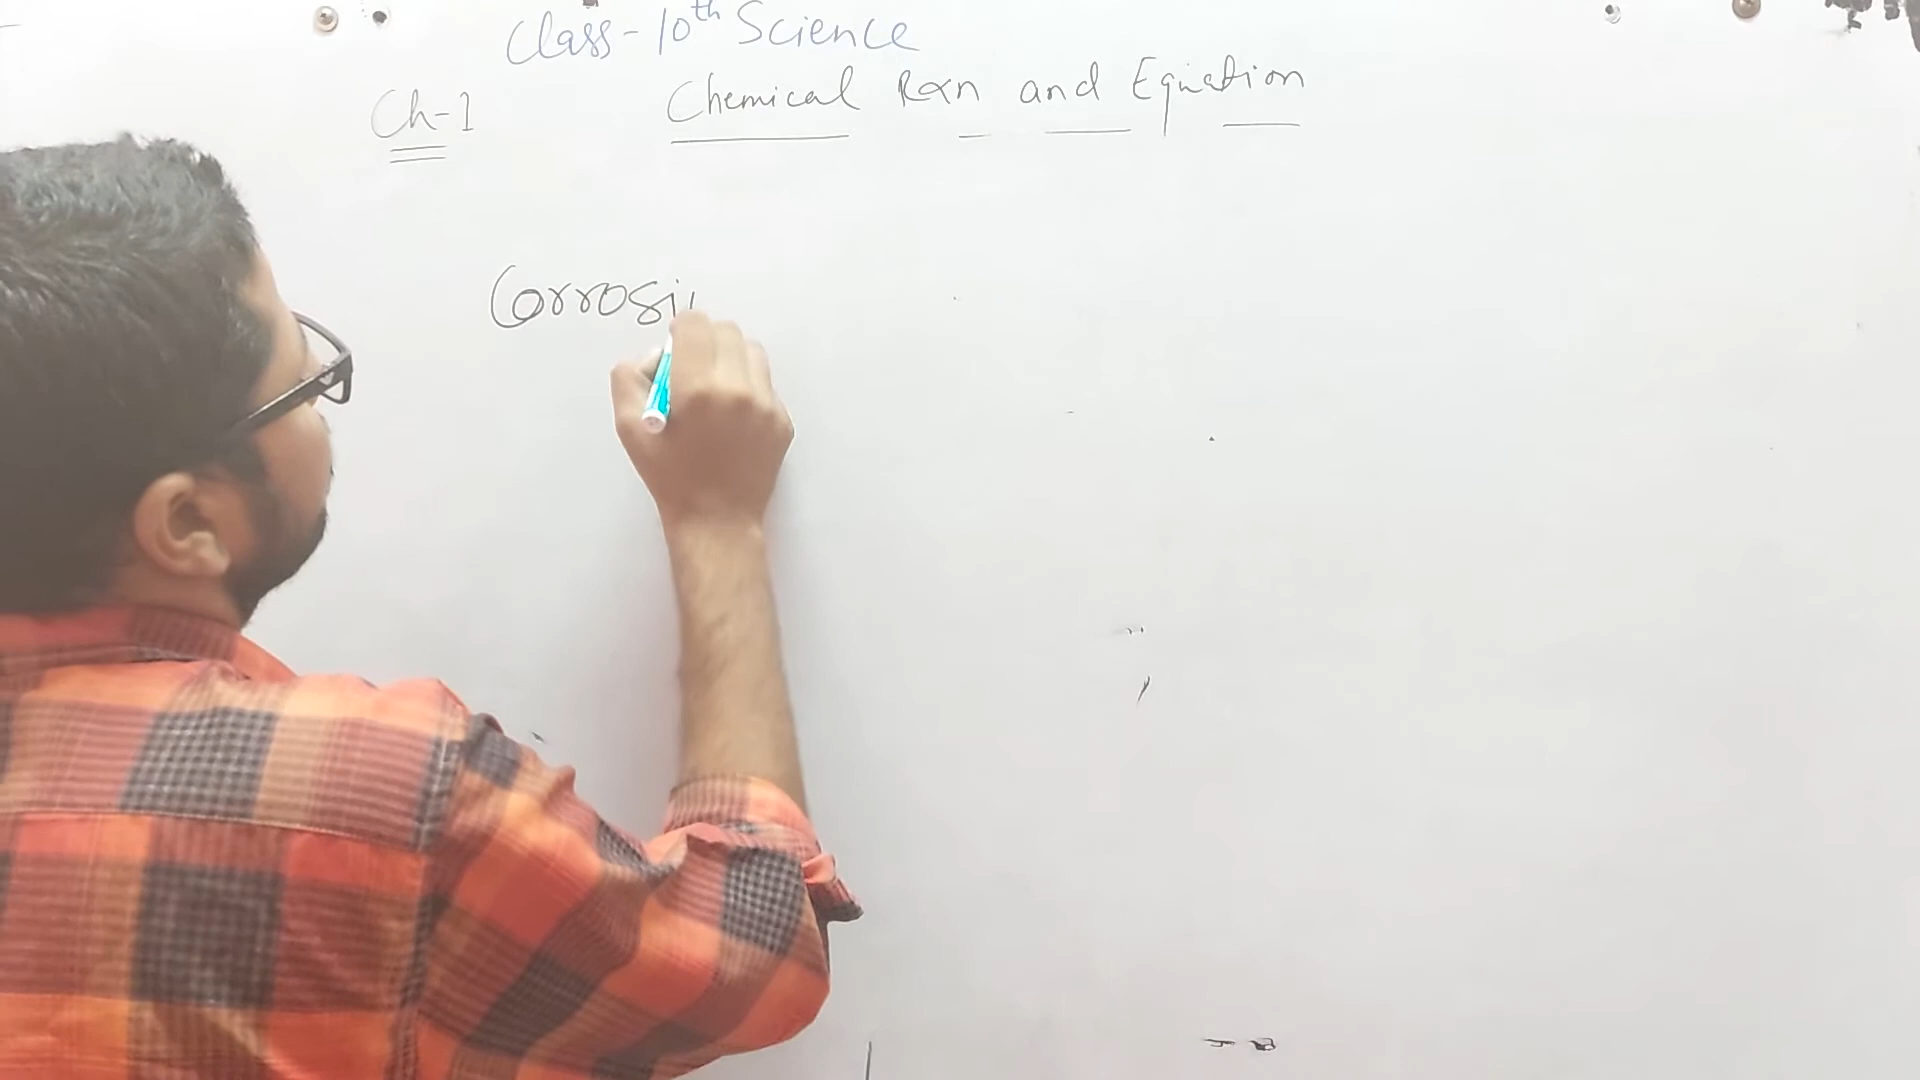 Class-10th Science
Ch-1 Chemical Rxn and Equation
Corrosi